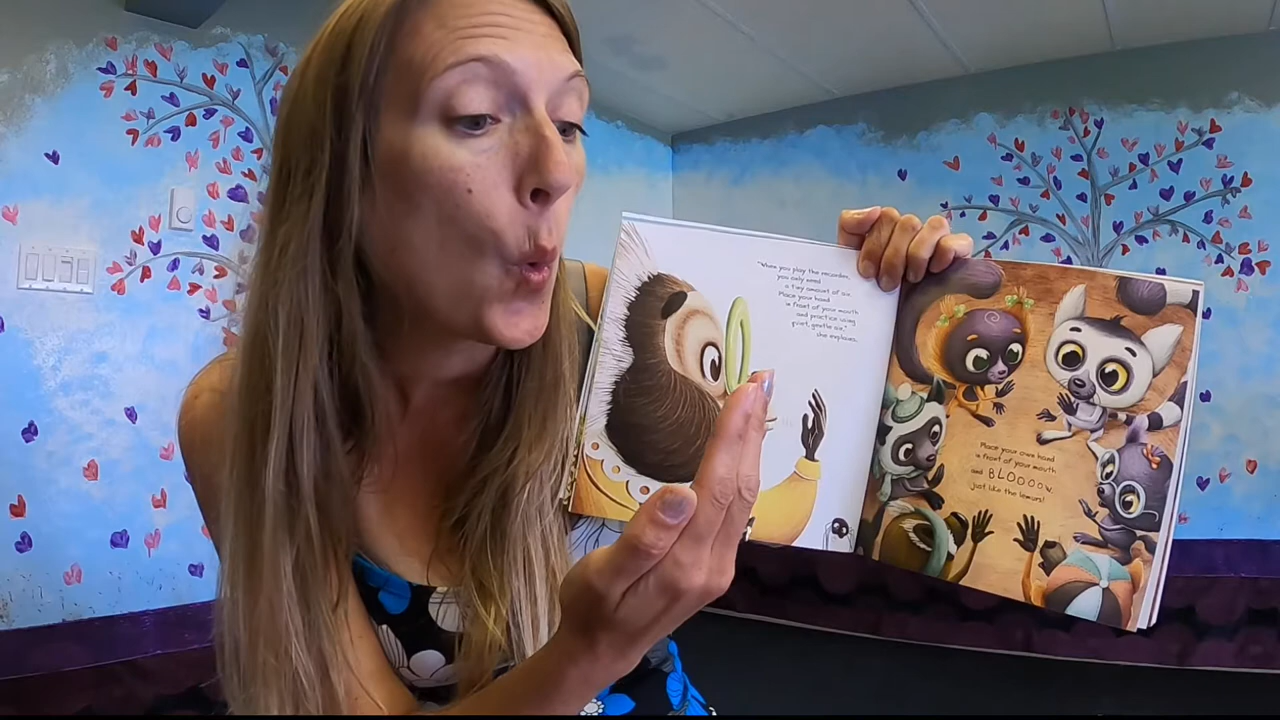 "When you play the recorder,
you only need
a tiny amount of air.
Place your hand
in front of your mouth
and practice using
quiet, gentle air,"
she explains.
Place your own hand
in front of your mouth
and BLOOOOW,
just like the lemurs!